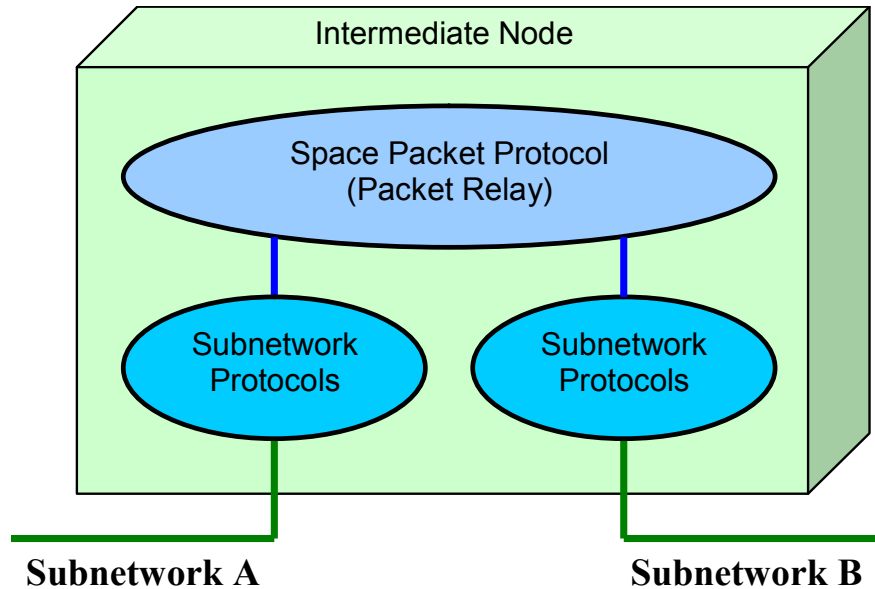 Intermediate Node
Space Packet Protocol
(Packet Relay)
Subnetwork
Protocols
Subnetwork
Protocols
Subnetwork A
Subnetwork B